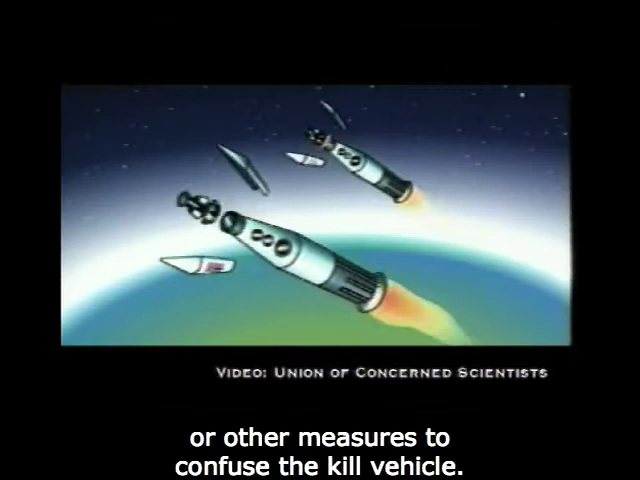 VIDEO: UNION OF CONCERNED SCIENTISTS
or other measures to
confuse the kill vehicle.